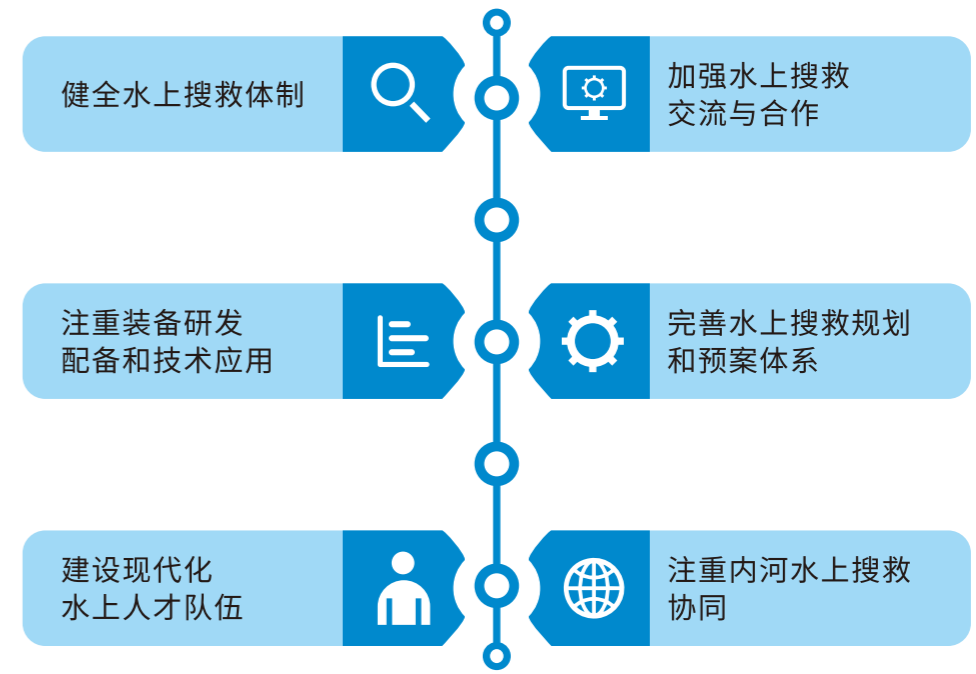 健全水上搜救体制
加强水上搜救
交流与合作
注重装备研发
配备和技术应用
完善水上搜救规划
和预案体系
建设现代化
水上人才队伍
注重内河水上搜救
协同